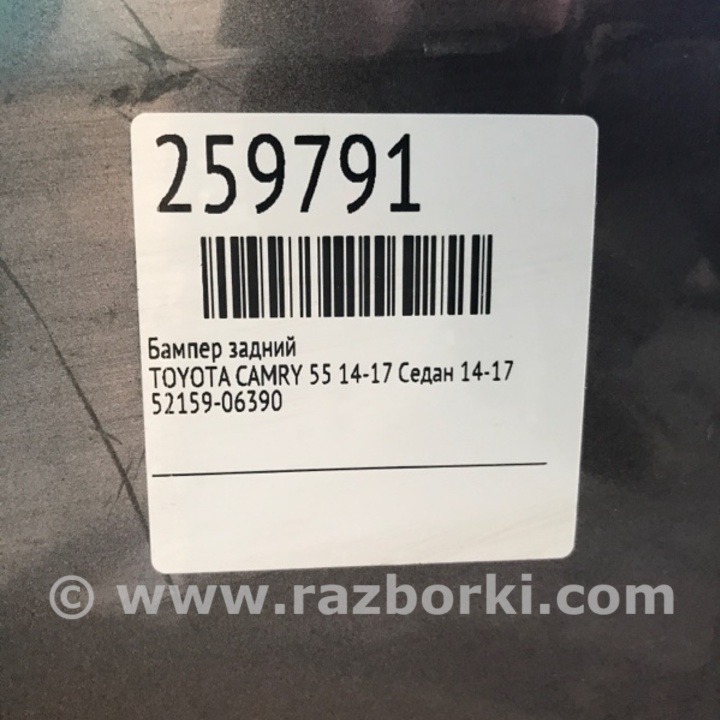 259791
Бампер задний
TOYOTA CAMRY 55 14-17 Седан 14-17
52159-06390
© www.razborki.com